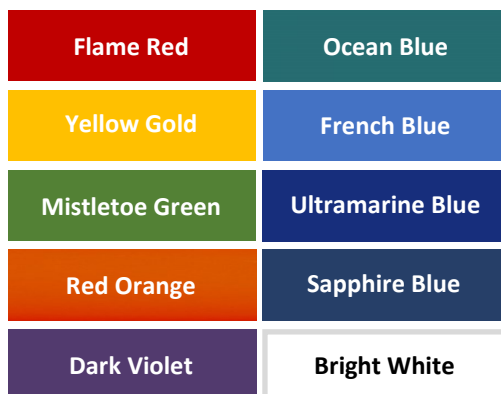 Flame Red
Ocean Blue
Yellow Gold
French Blue
Mistletoe Green
Ultramarine Blue
Red Orange
Sapphire Blue
Dark Violet
Bright White